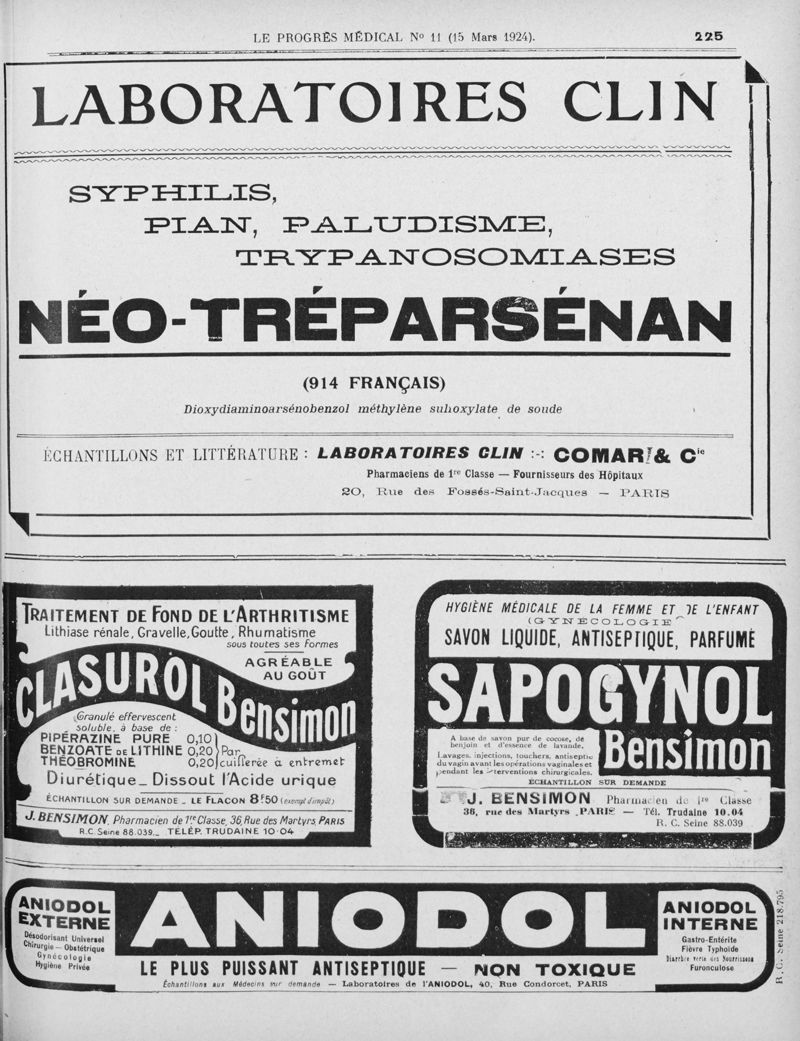 LE PROGRÈS MÉDICAL Nº 11 (15 Mars 1924).
225
LABORATOIRES CLIN
SYPHILIS,
PIAN, PALUDISME,
TRYPANOSOMIASES
NÉO-TRÉPARSÉNAN
(914 FRANÇAIS)
Dioxydiaminoarsénobenzol méthylène sulfoxylate de soude
ÉCHANTILLONS ET LITTÉRATURE : LABORATOIRES CLIN :-: COMAR & Cie
Pharmaciens de 1re Classe — Fournisseurs des Hôpitaux
20, Rue des Fossés-Saint-Jacques — PARIS
TRAITEMENT DE FOND DE L'ARTHRITISME
Lithiase rénale, Gravelle, Goutte, Rhumatisme
sous toutes ses formes
AGRÉABLE
AU GOÛT
CLASUROL Bensimon
Granulé effervescent
soluble, à base de :
PIPÉRAZINE PURE 0,10
BENZOATE DE LITHINE 0,20
THÉOBROMINE 0,20
Par
cuillerée à entremet
Diurétique _ Dissout l'Acide urique
ÉCHANTILLON SUR DEMANDE _ LE FLACON 8f50 (exempt d'impôt)
J. BENSIMON, Pharmacien de 1re Classe, 36, Rue des Martyrs, PARIS
R.C. Seine 88.039 _ TÉLÉP. TRUDAINE 10-04
HYGIÈNE MÉDICALE DE LA FEMME ET DE L'ENFANT
(GYNECOLOGIE
SAVON LIQUIDE, ANTISEPTIQUE, PARFUMÉ
SAPOGYNOL
Bensimon
A base de savon pur de cocose, de
benjoin et d'essence de lavande.
Lavages, injections, touchers, antiseptie
du vagin avant les opérations vaginales et
pendant les interventions chirurgicales.
ÉCHANTILLON SUR DEMANDE
J. BENSIMON Pharmacien de 1re Classe
36, rue des Martyrs, PARIS — Tél. Trudaine 10.04
R. C. Seine 88.039
ANIODOL
EXTERNE
Désodorisant Universel
Chirurgie – Obstétrique
Gynécologie
Hygiène Privée
ANIODOL
LE PLUS PUISSANT ANTISEPTIQUE — NON TOXIQUE
Échantillons aux Médecins sur demande — Laboratoires de l'ANIODOL, 40, Rue Condorcet, PARIS
ANIODOL
INTERNE
Gastro-Entérite
Fièvre Typhoïde
Diarrhée verte des Nourrissons
Furonculose
R. C. Seine 218.795